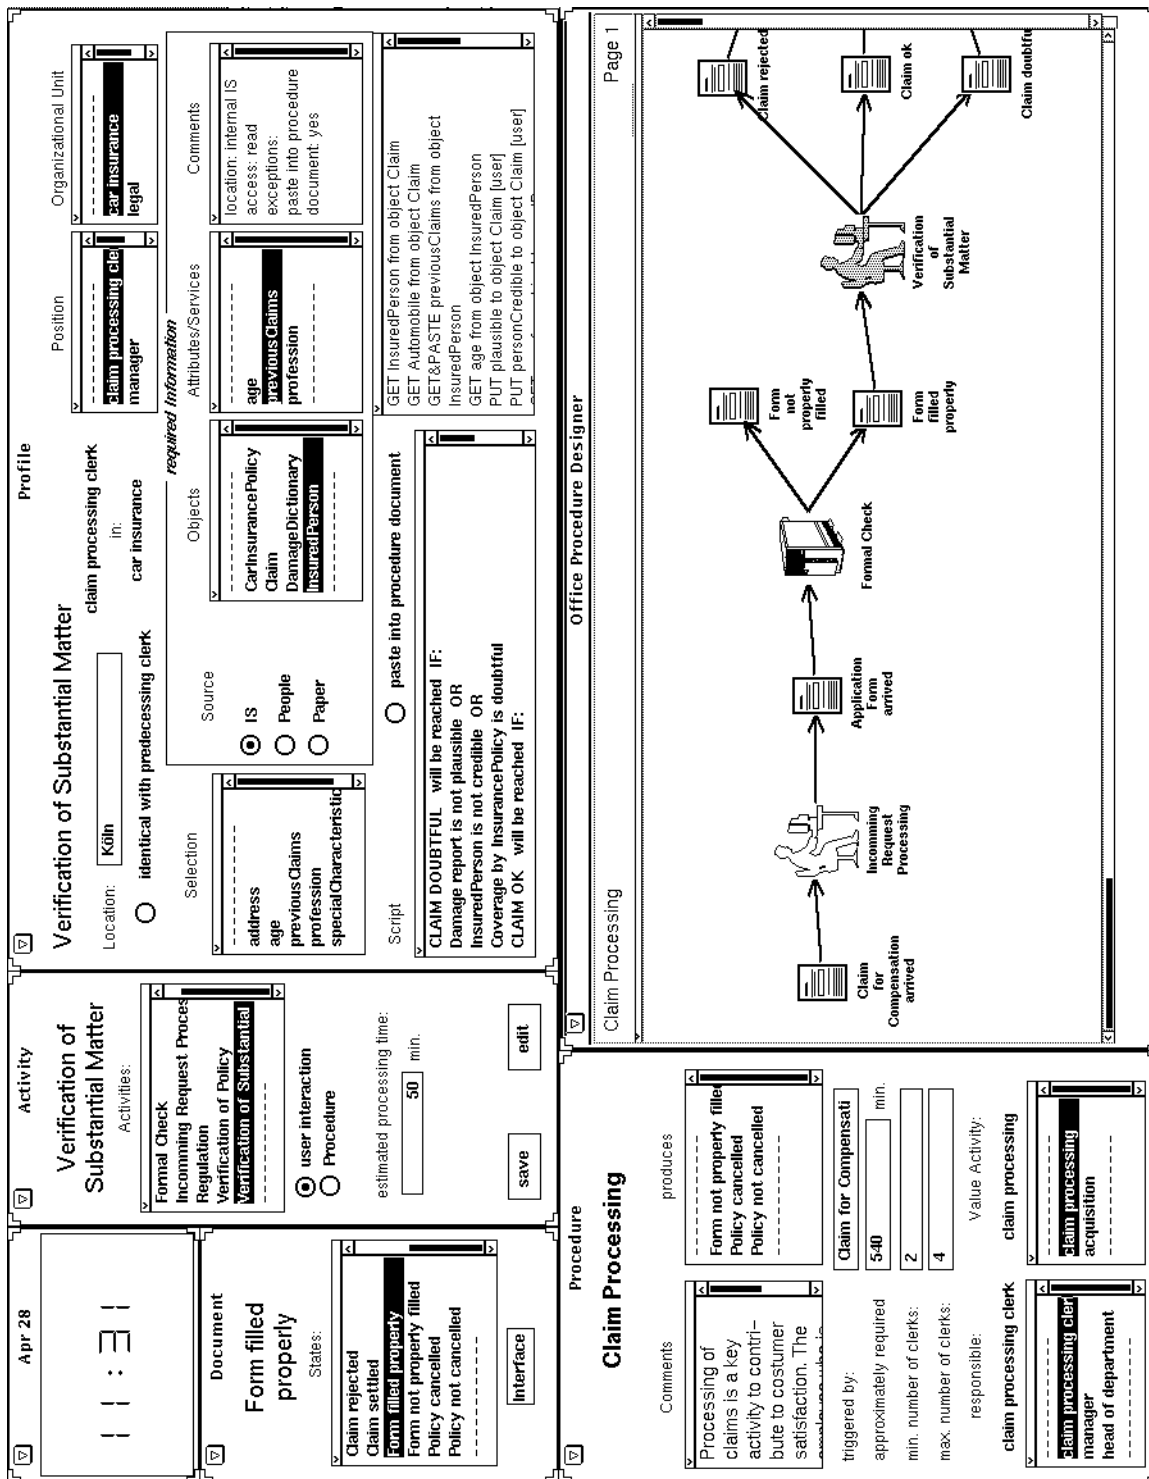 Apr 28
11:31
Document
Form filled
properly
States:
Claim rejected
Claim settled
Form filled property
Form not properly filled
Policy cancelled
Policy not cancelled
Interface
Activity
Verification of
Substantial Matter
Activities:
Formal Check
Incomming Request Proces
Regulation
Verification of Policy
Verification of Substantial
user interaction
Procedure
estimated processing time:
50 min.
save
edit
Profile
Verification of Substantial Matter
Location:
Köln
claim processing clerk
in:
identical with predecessing clerk
car insurance
Position
claim processing cler
manager
Organizational Unit
car insurance
legal
Selection
address
age
previousClaims
profession
specialCharacteristic
required Information
Source
IS
People
Paper
Objects
CarInsurancePolicy
Claim
DamageDictionary
InsuredPerson
Attributes/Services
age
previousClaims
profession
Comments
location: internal IS
access: read
exceptions:
paste into procedure
document: yes
Script
paste into procedure document
CLAIM DOUBTFUL will be reached IF:
Damage report is not plausible OR
InsuredPerson is not credible OR
Coverage by InsurancePolicy is doubtful
CLAIM OK will be reached IF:
GET InsuredPerson from object Claim
GET Automobile from object Claim
GET&PASTE previousClaims from object
InsuredPerson
GET age from object InsuredPerson
PUT plausible to object Claim [user]
PUT personCredible to object Claim [user]
Procedure
Claim Processing
Comments
Processing of
claims is a key
activity to contri–
bute to costumer
satisfaction. The
produces
Form not properly filled
Policy cancelled
Policy not cancelled
triggered by:
Claim for Compensati
approximately required
540
min.
min. number of clerks:
2
max. number of clerks:
4
responsible:
claim processing clerk
claim processing cler
manager
head of department
Value Activity:
claim processing
claim processing
acquisition
Office Procedure Designer
Claim Processing
Page 1
Claim
for
Compensation
arrived
Incomming
Request
Processing
Application
Form
arrived
Formal Check
Form
not
properly
filled
Form
filled
properly
Verification
of
Substantial
Matter
Claim rejected
Claim ok
Claim doubtfu